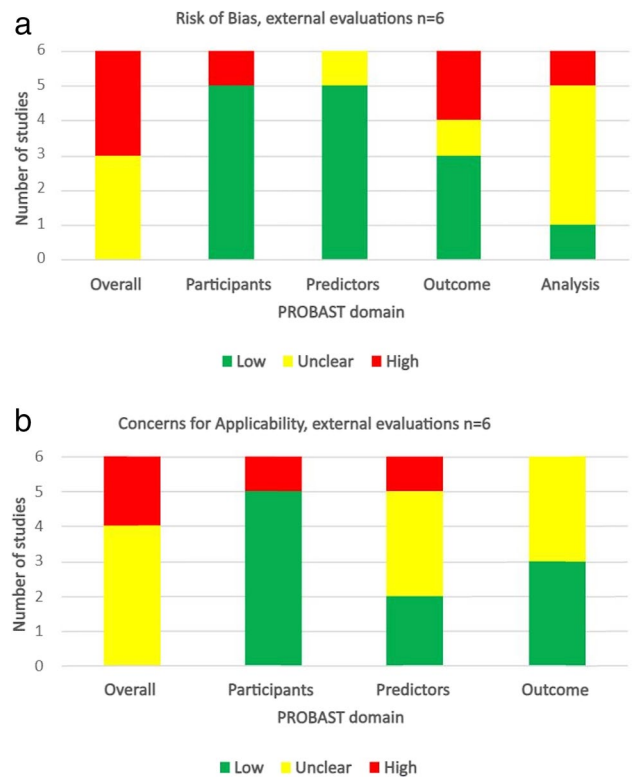 a
Risk of Bias, external evaluations n=6
Number of studies
6
5
4
3
2
1
0
Overall Participants Predictors Outcome Analysis
PROBAST domain
Low Unclear High
b
Concerns for Applicability, external evaluations n=6
Number of studies
6
5
4
3
2
1
0
Overall Participants Predictors Outcome
PROBAST domain
Low Unclear High